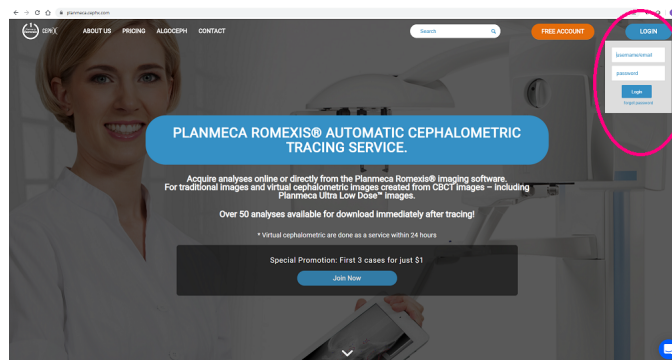 planmeca.cephx.com
CEPHX
ABOUT US
PRICING
ALGOCEPH
CONTACT
Search
FREE ACCOUNT
LOGIN
username/email
password
Login
forgot password
PLANMECA ROMEXIS® AUTOMATIC CEPHALOMETRIC
TRACING SERVICE.
Acquire analyses online or directly from the Planmeca Romexis® imaging software.
For traditional images and virtual cephalometric images created from CBCT images – including
Planmeca Ultra Low Dose™ images.
Over 50 analyses available for download immediately after tracing!
* Virtual cephalometric are done as a service within 24 hours
Special Promotion: First 3 cases for just $1
Join Now